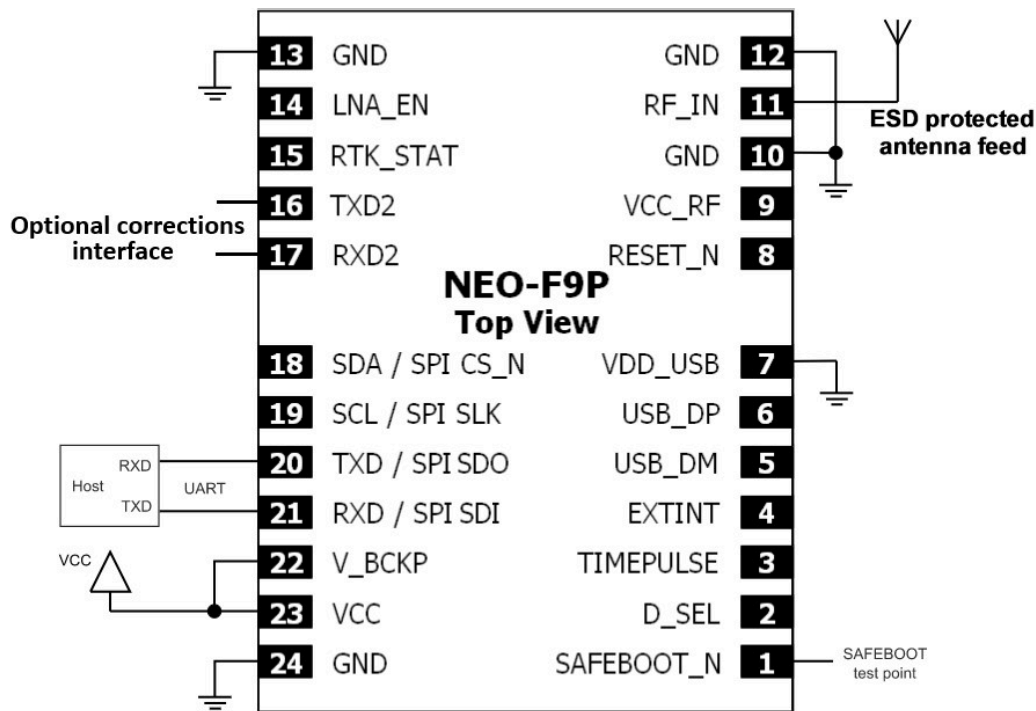 13 GND GND 12
14 LNA_EN RF_IN 11
ESD protected
antenna feed
15 RTK_STAT GND 10
16 TXD2 VCC_RF 9
Optional corrections
interface
17 RXD2 RESET_N 8
NEO-F9P
Top View
18 SDA / SPI CS_N VDD_USB 7
19 SCL / SPI SLK USB_DP 6
Host RXD TXD UART
20 TXD / SPI SDO USB_DM 5
21 RXD / SPI SDI EXTINT 4
VCC
22 V_BCKP TIMEPULSE 3
23 VCC D_SEL 2
24 GND SAFEBOOT_N 1
SAFEBOOT
test point